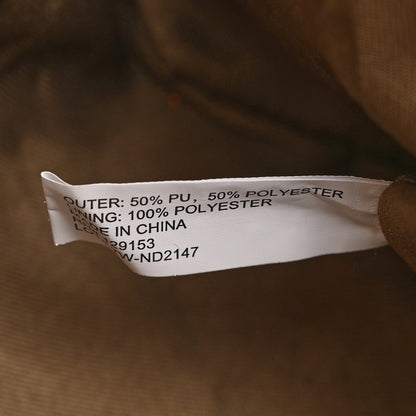 OUTER: 50% PU, 50% POLYESTER
LINING: 100% POLYESTER
IN CHINA
29153
W-ND2147